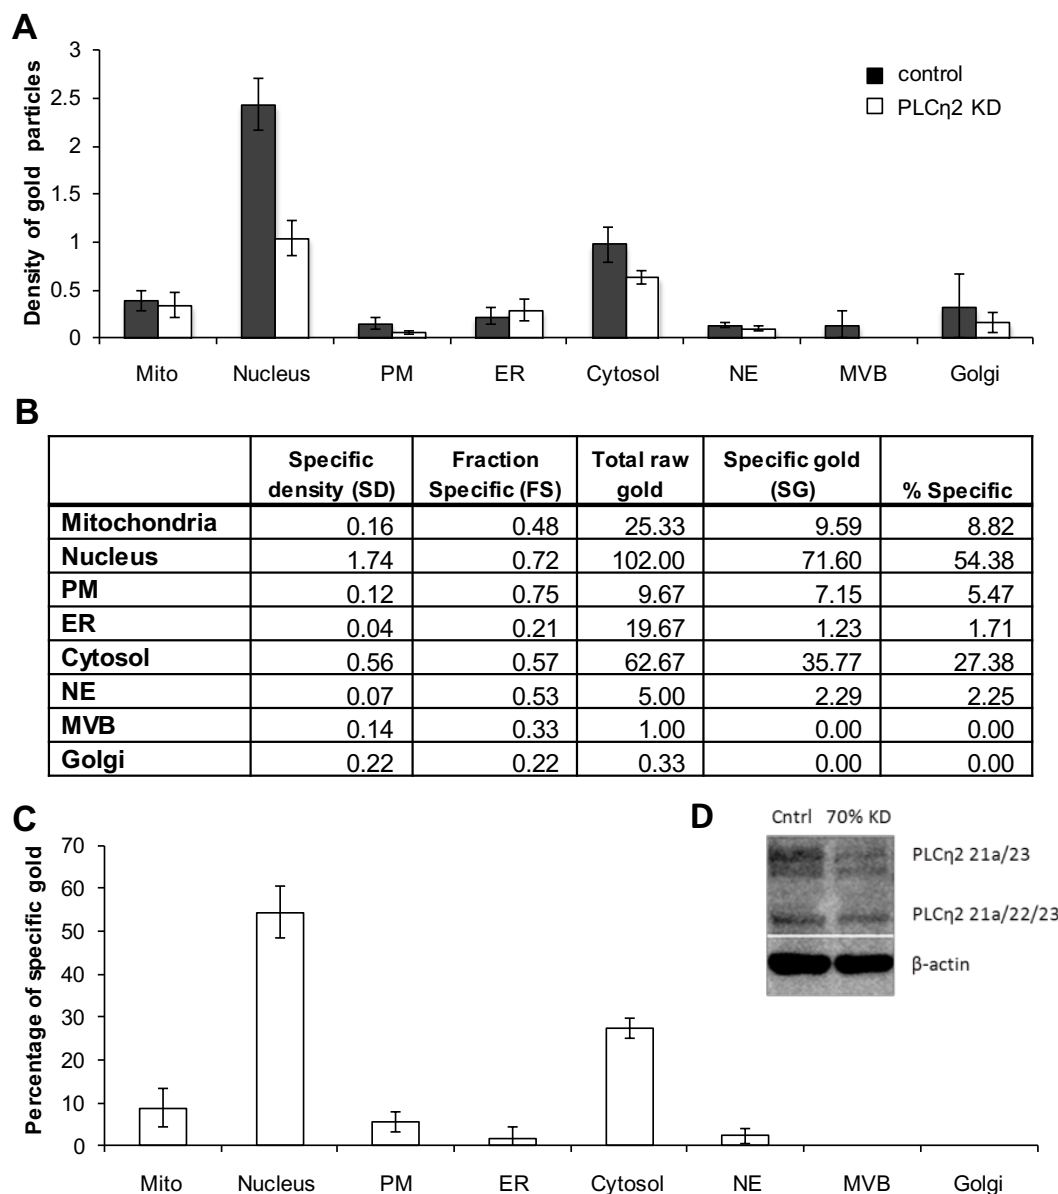 A
3
2.5
2
1.5
1
0.5
0
Density of gold particles
control
PLCη2 KD
Mito Nucleus PM ER Cytosol NE MVB Golgi
B
Specific density (SD) Fraction Specific (FS) Total raw gold Specific gold (SG) % Specific
Mitochondria 0.16 0.48 25.33 9.59 8.82
Nucleus 1.74 0.72 102.00 71.60 54.38
PM 0.12 0.75 9.67 7.15 5.47
ER 0.04 0.21 19.67 1.23 1.71
Cytosol 0.56 0.57 62.67 35.77 27.38
NE 0.07 0.53 5.00 2.29 2.25
MVB 0.14 0.33 1.00 0.00 0.00
Golgi 0.22 0.22 0.33 0.00 0.00
C
70
60
50
40
30
20
10
0
Percentage of specific gold
Mito Nucleus PM ER Cytosol NE MVB Golgi
D
Cntrl 70% KD
PLCη2 21a/23
PLCη2 21a/22/23
β-actin